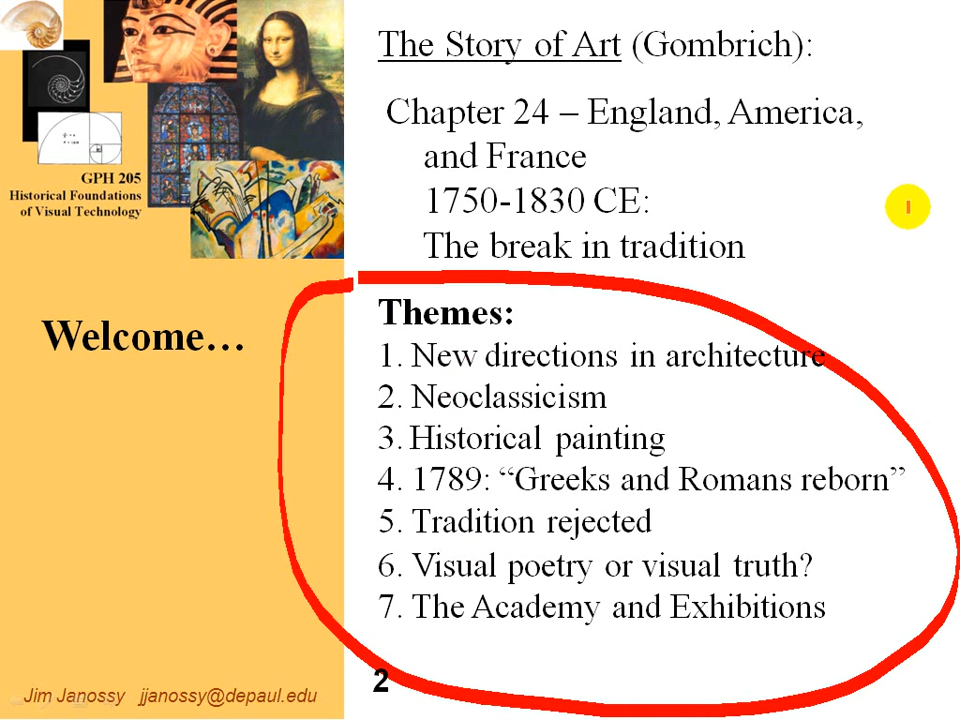 GPH 205
Historical Foundations
of Visual Technology
Welcome…
Jim Janossy jjanossy@depaul.edu
The Story of Art (Gombrich):
Chapter 24 – England, America,
and France
1750-1830 CE:
The break in tradition
Themes:
1. New directions in architecture
2. Neoclassicism
3. Historical painting
4. 1789: “Greeks and Romans reborn”
5. Tradition rejected
6. Visual poetry or visual truth?
7. The Academy and Exhibitions
2